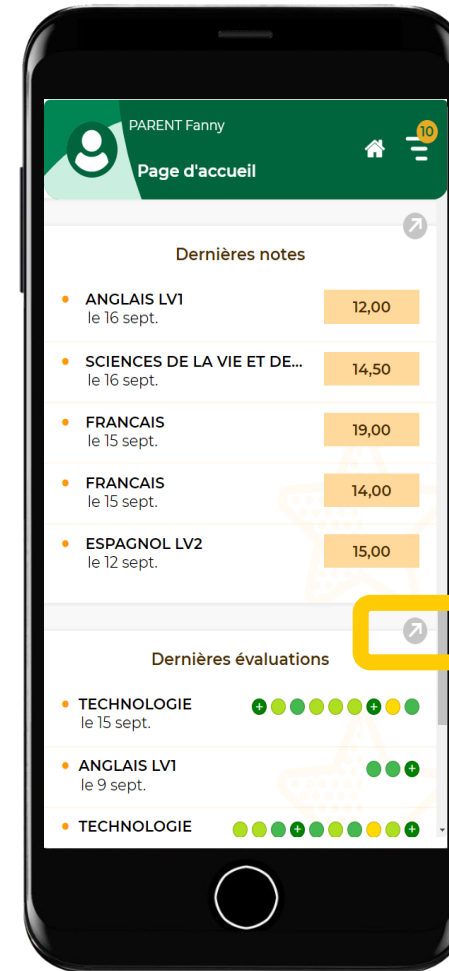 PARENT Fanny
10
Page d'accueil
Dernières notes
ANGLAIS LV1
12,00
le 16 sept.
SCIENCES DE LA VIE ET DE...
14,50
le 16 sept.
FRANCAIS
19,00
le 15 sept.
FRANCAIS
14,00
le 15 sept.
ESPAGNOL LV2
15,00
le 12 sept.
Dernières évaluations
TECHNOLOGIE
+ +
le 15 sept.
ANGLAIS LV1
+
le 9 sept.
TECHNOLOGIE
+ +